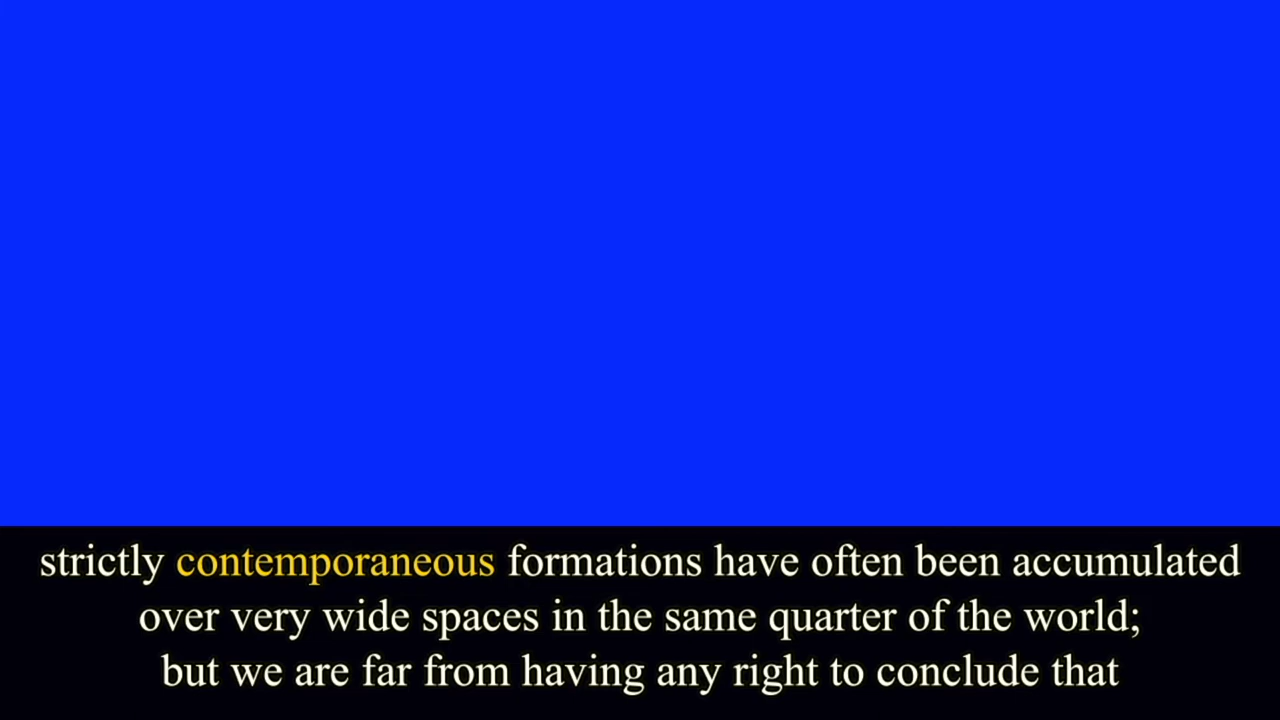 strictly contemporaneous formations have often been accumulated
over very wide spaces in the same quarter of the world;
but we are far from having any right to conclude that